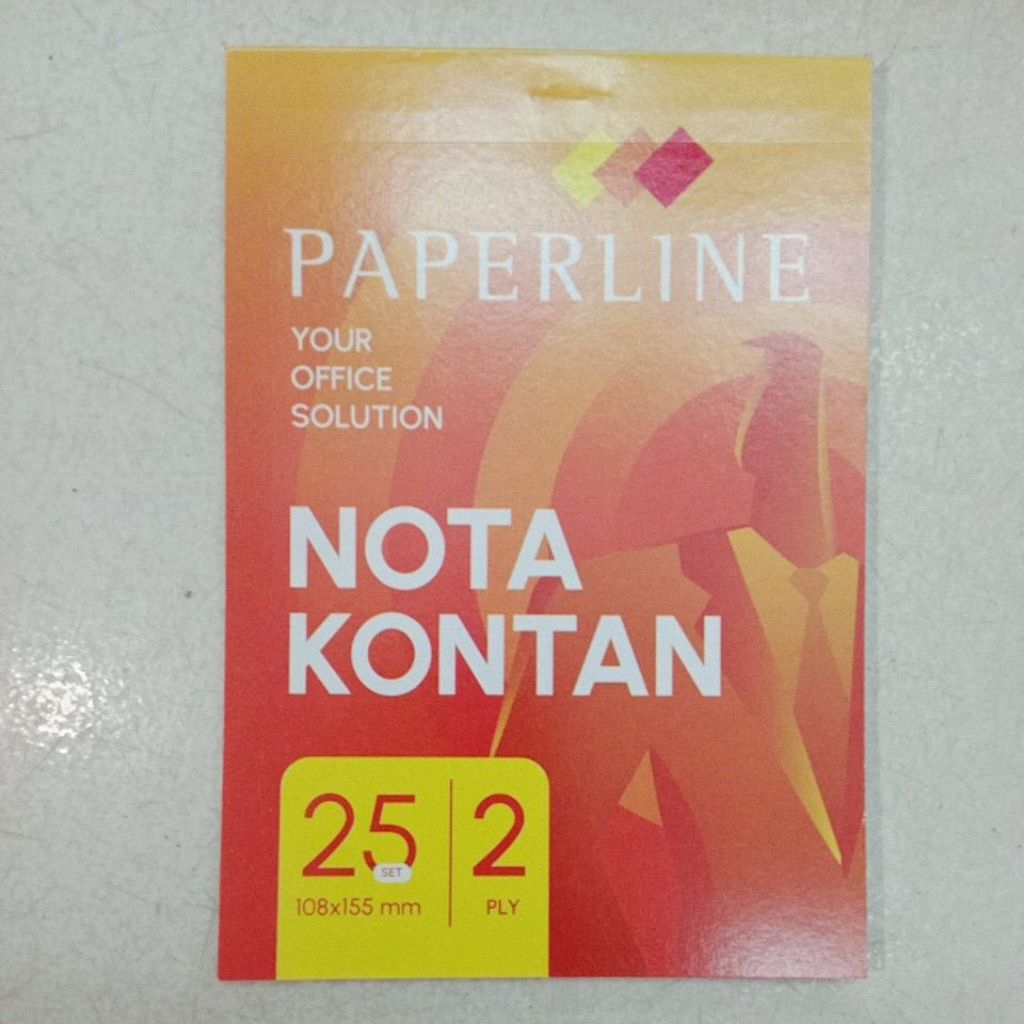 PAPERLINE
YOUR
OFFICE
SOLUTION
NOTA
KONTAN
25
SET
108x155 mm
2
PLY